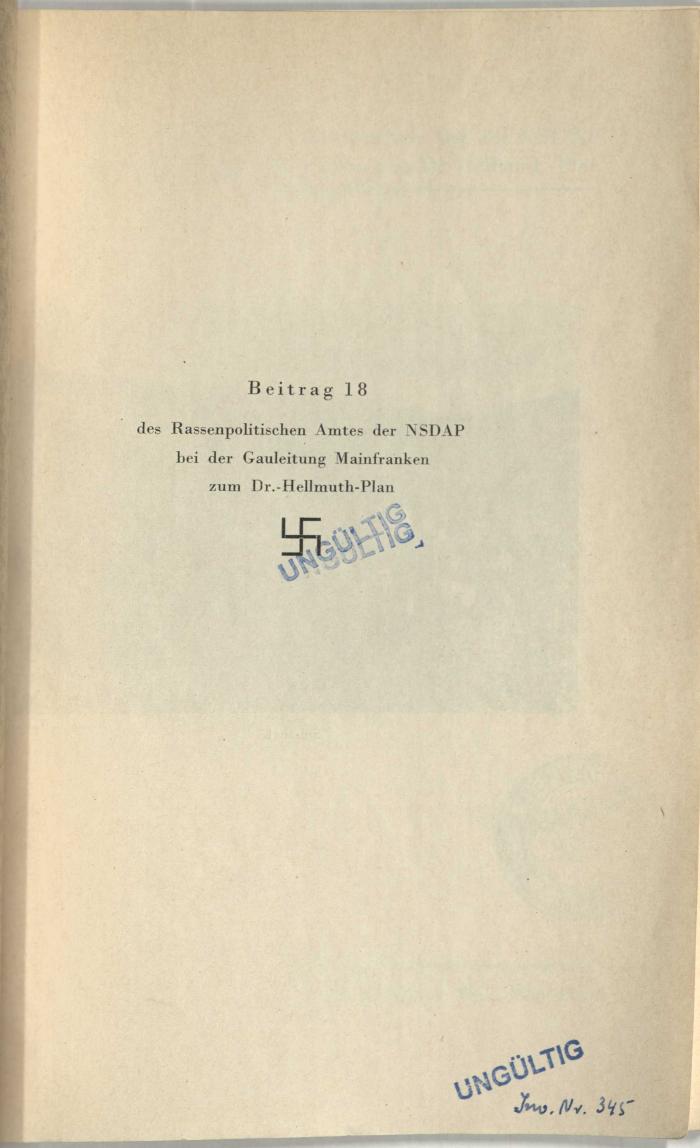 Beitrag 18
des Rassenpolitischen Amtes der NSDAP
bei der Gauleitung Mainfranken
zum Dr.-Hellmuth-Plan
UNGÜLTIG
UNGÜLTIG
UNGÜLTIG
Inv. Nr. 345